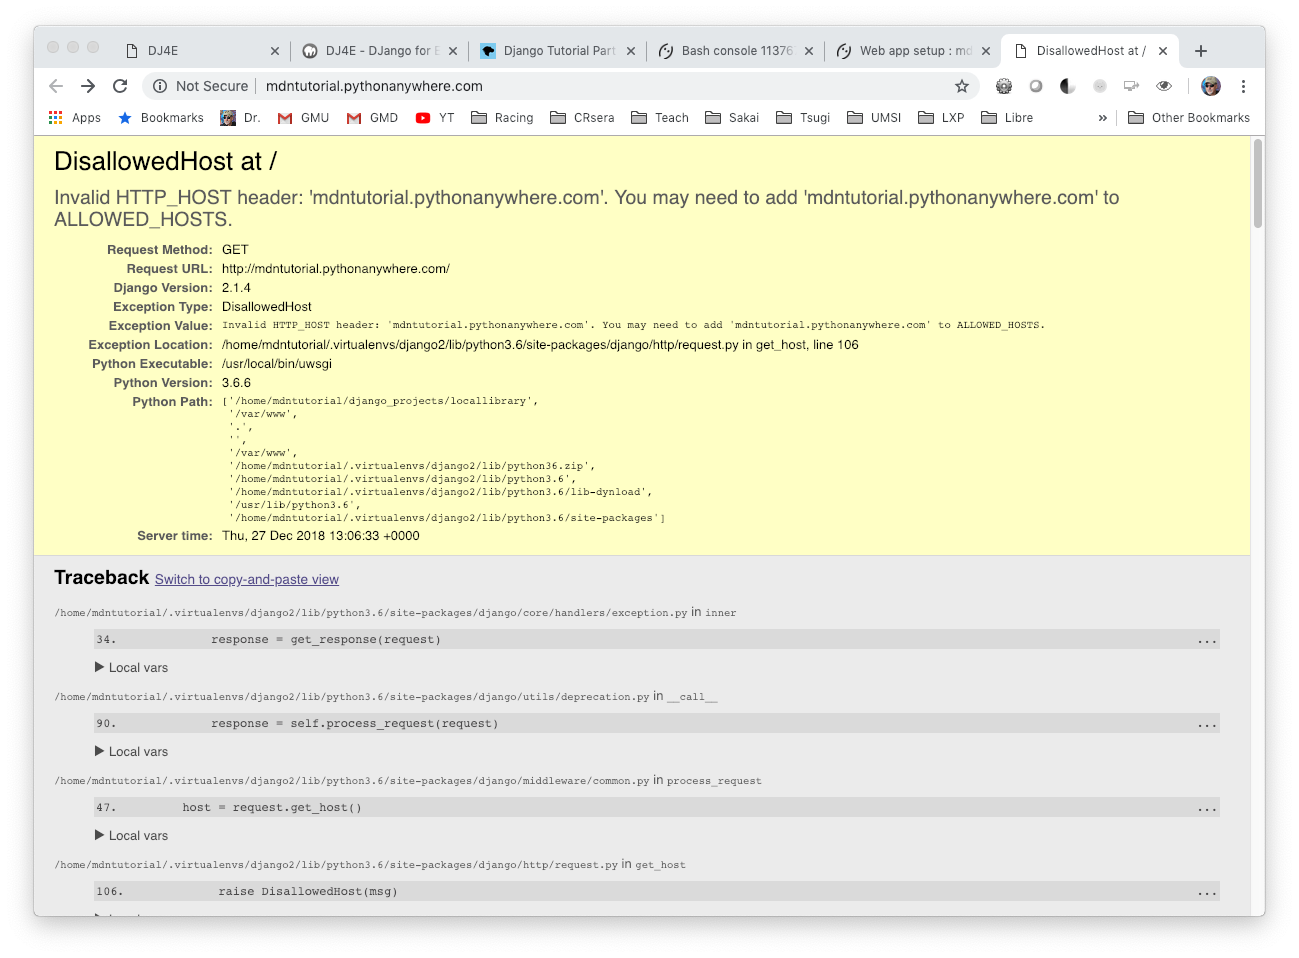 DJ4E
DJ4E - DJango for E
Django Tutorial Part
Bash console 11376
Web app setup : md
DisallowedHost at /
Not Secure
mdntutorial.pythonanywhere.com
Apps
Bookmarks
Dr.
GMU
GMD
YT
Racing
CRsera
Teach
Sakai
Tsugi
UMSI
LXP
Libre
»
Other Bookmarks
DisallowedHost at /
Invalid HTTP_HOST header: 'mdntutorial.pythonanywhere.com'. You may need to add 'mdntutorial.pythonanywhere.com' to
ALLOWED_HOSTS.
Request Method: GET
Request URL: http://mdntutorial.pythonanywhere.com/
Django Version: 2.1.4
Exception Type: DisallowedHost
Exception Value: Invalid HTTP_HOST header: 'mdntutorial.pythonanywhere.com'. You may need to add 'mdntutorial.pythonanywhere.com' to ALLOWED_HOSTS.
Exception Location: /home/mdntutorial/.virtualenvs/django2/lib/python3.6/site-packages/django/http/request.py in get_host, line 106
Python Executable: /usr/local/bin/uwsgi
Python Version: 3.6.6
Python Path: ['/home/mdntutorial/django_projects/locallibrary',
'/var/www',
'.',
'',
'/var/www',
'/home/mdntutorial/.virtualenvs/django2/lib/python36.zip',
'/home/mdntutorial/.virtualenvs/django2/lib/python3.6',
'/home/mdntutorial/.virtualenvs/django2/lib/python3.6/lib-dynload',
'/usr/lib/python3.6',
'/home/mdntutorial/.virtualenvs/django2/lib/python3.6/site-packages']
Server time: Thu, 27 Dec 2018 13:06:33 +0000
Traceback Switch to copy-and-paste view
/home/mdntutorial/.virtualenvs/django2/lib/python3.6/site-packages/django/core/handlers/exception.py in inner
34. response = get_response(request) ...
▶ Local vars
/home/mdntutorial/.virtualenvs/django2/lib/python3.6/site-packages/django/utils/deprecation.py in __call__
90. response = self.process_request(request) ...
▶ Local vars
/home/mdntutorial/.virtualenvs/django2/lib/python3.6/site-packages/django/middleware/common.py in process_request
47. host = request.get_host() ...
▶ Local vars
/home/mdntutorial/.virtualenvs/django2/lib/python3.6/site-packages/django/http/request.py in get_host
106. raise DisallowedHost(msg) ...